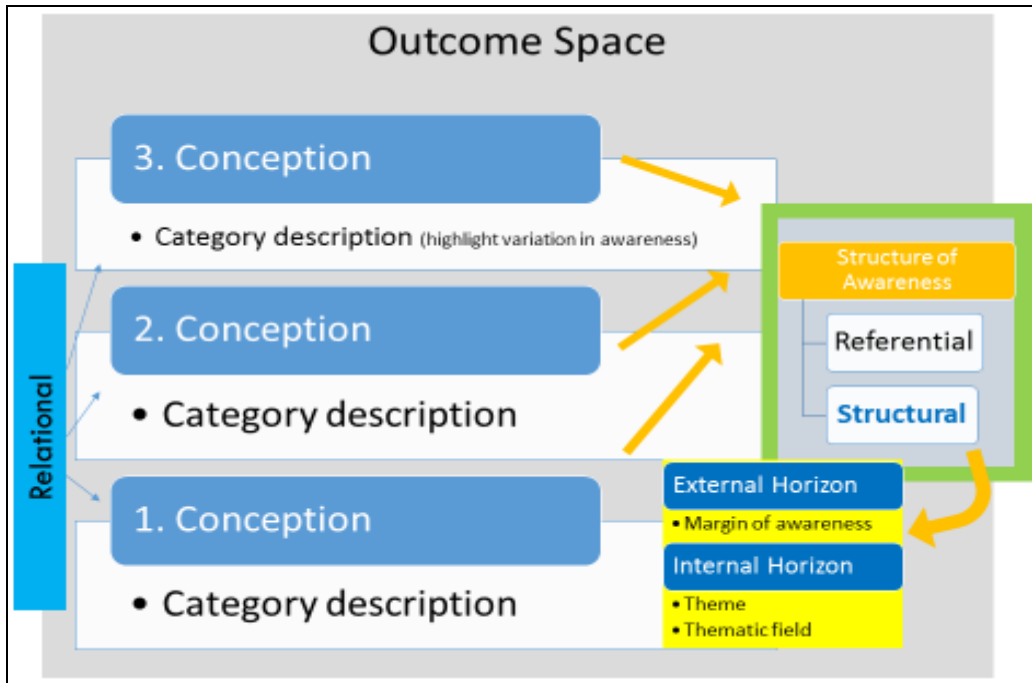 Outcome Space
3. Conception
• Category description (highlight variation in awareness)
2. Conception
• Category description
1. Conception
• Category description
Relational
Structure of
Awareness
Referential
Structural
External Horizon
• Margin of awareness
Internal Horizon
• Theme
• Thematic field